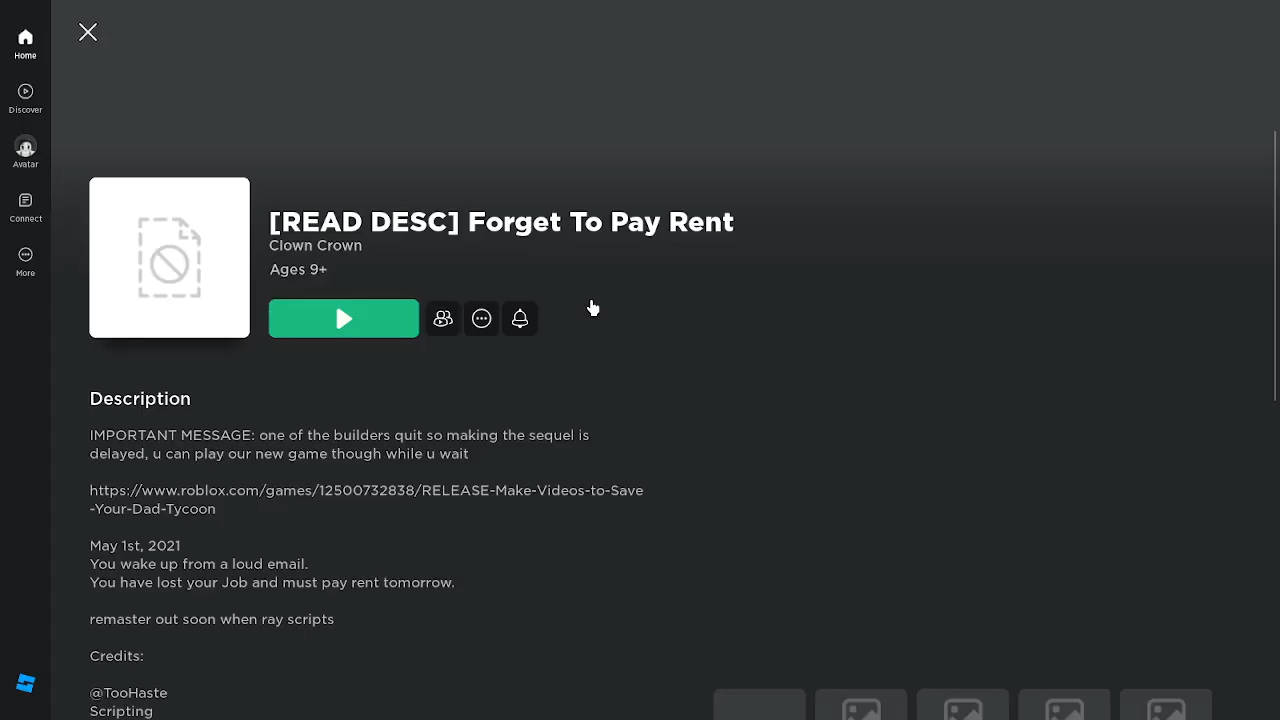 Home
Discover
Avatar
Connect
More
[READ DESC] Forget To Pay Rent
Clown Crown
Ages 9+
Description
IMPORTANT MESSAGE: one of the builders quit so making the sequel is
delayed, u can play our new game though while u wait
https://www.roblox.com/games/12500732838/RELEASE-Make-Videos-to-Save
-Your-Dad-Tycoon
May 1st, 2021
You wake up from a loud email.
You have lost your Job and must pay rent tomorrow.
remaster out soon when ray scripts
Credits:
@TooHaste
Scripting